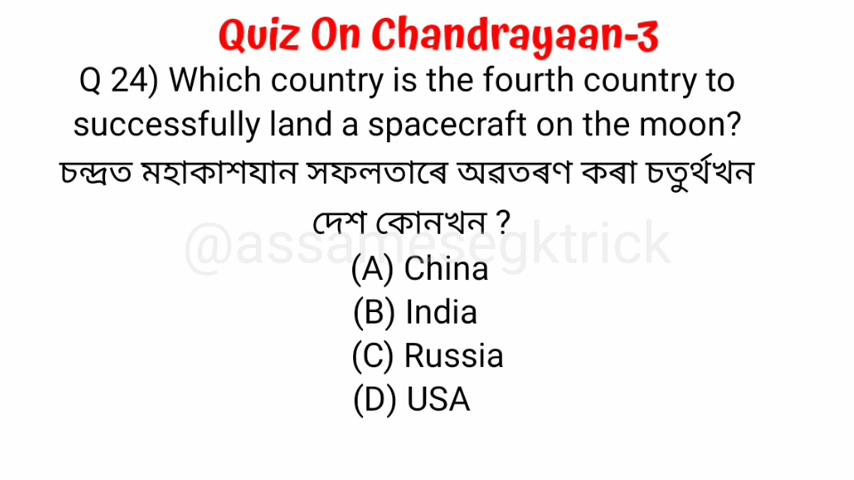 Quiz On Chandrayaan-3
Q 24) Which country is the fourth country to
successfully land a spacecraft on the moon?
চন্দ্ৰত মহাকাশযান সফলতাৰে অৱতৰণ কৰা চতুৰ্থখন
দেশ কোনখন ?
@assamesegktrick
(A) China
(B) India
(C) Russia
(D) USA